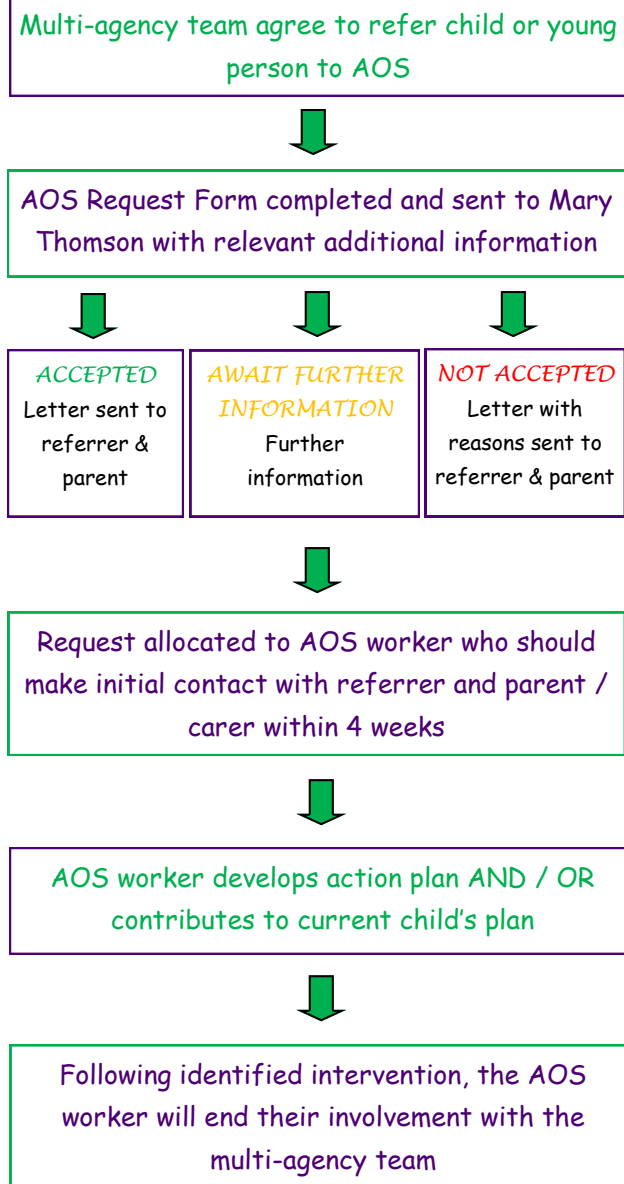 Multi-agency team agree to refer child or young
person to AOS
AOS Request Form completed and sent to Mary
Thomson with relevant additional information
ACCEPTED
Letter sent to
referrer &
parent
AWAIT FURTHER
INFORMATION
Further
information
NOT ACCEPTED
Letter with
reasons sent to
referrer & parent
Request allocated to AOS worker who should
make initial contact with referrer and parent /
carer within 4 weeks
AOS worker develops action plan AND / OR
contributes to current child's plan
Following identified intervention, the AOS
worker will end their involvement with the
multi-agency team